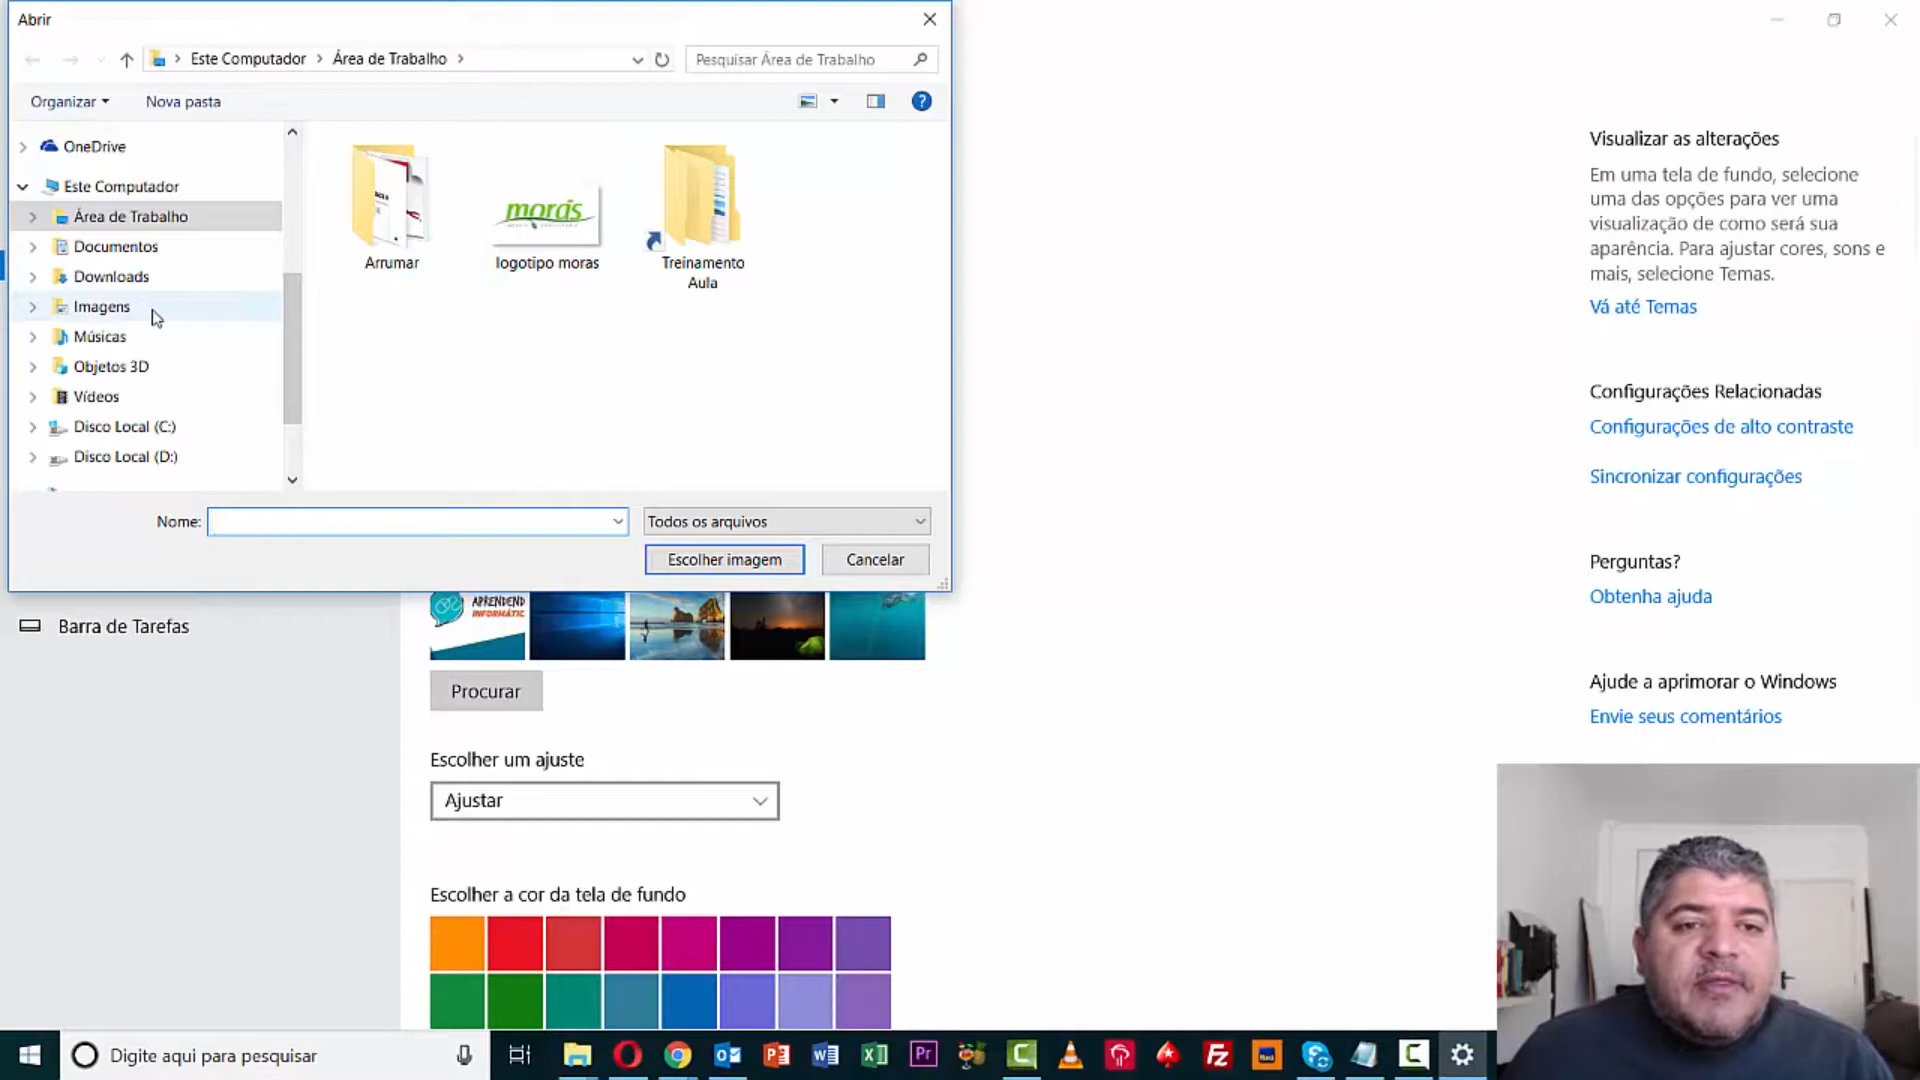 Abrir
Este Computador
Área de Trabalho
Pesquisar Área de Trabalho
Organizar
Nova pasta
OneDrive
Este Computador
Área de Trabalho
Documentos
Downloads
Imagens
Músicas
Objetos 3D
Vídeos
Disco Local (C:)
Disco Local (D:)
moras
Arrumar
logotipo moras
Treinamento
Aula
Nome:
Todos os arquivos
Escolher imagem
Cancelar
Barra de Tarefas
APRENDEND
INFORMÁTIC
Procurar
Escolher um ajuste
Ajustar
Escolher a cor da tela de fundo
Visualizar as alterações
Em uma tela de fundo, selecione
uma das opções para ver uma
visualização de como será sua
aparência. Para ajustar cores, sons e
mais, selecione Temas.
Vá até Temas
Configurações Relacionadas
Configurações de alto contraste
Sincronizar configurações
Perguntas?
Obtenha ajuda
Ajude a aprimorar o Windows
Envie seus comentários
Digite aqui para pesquisar